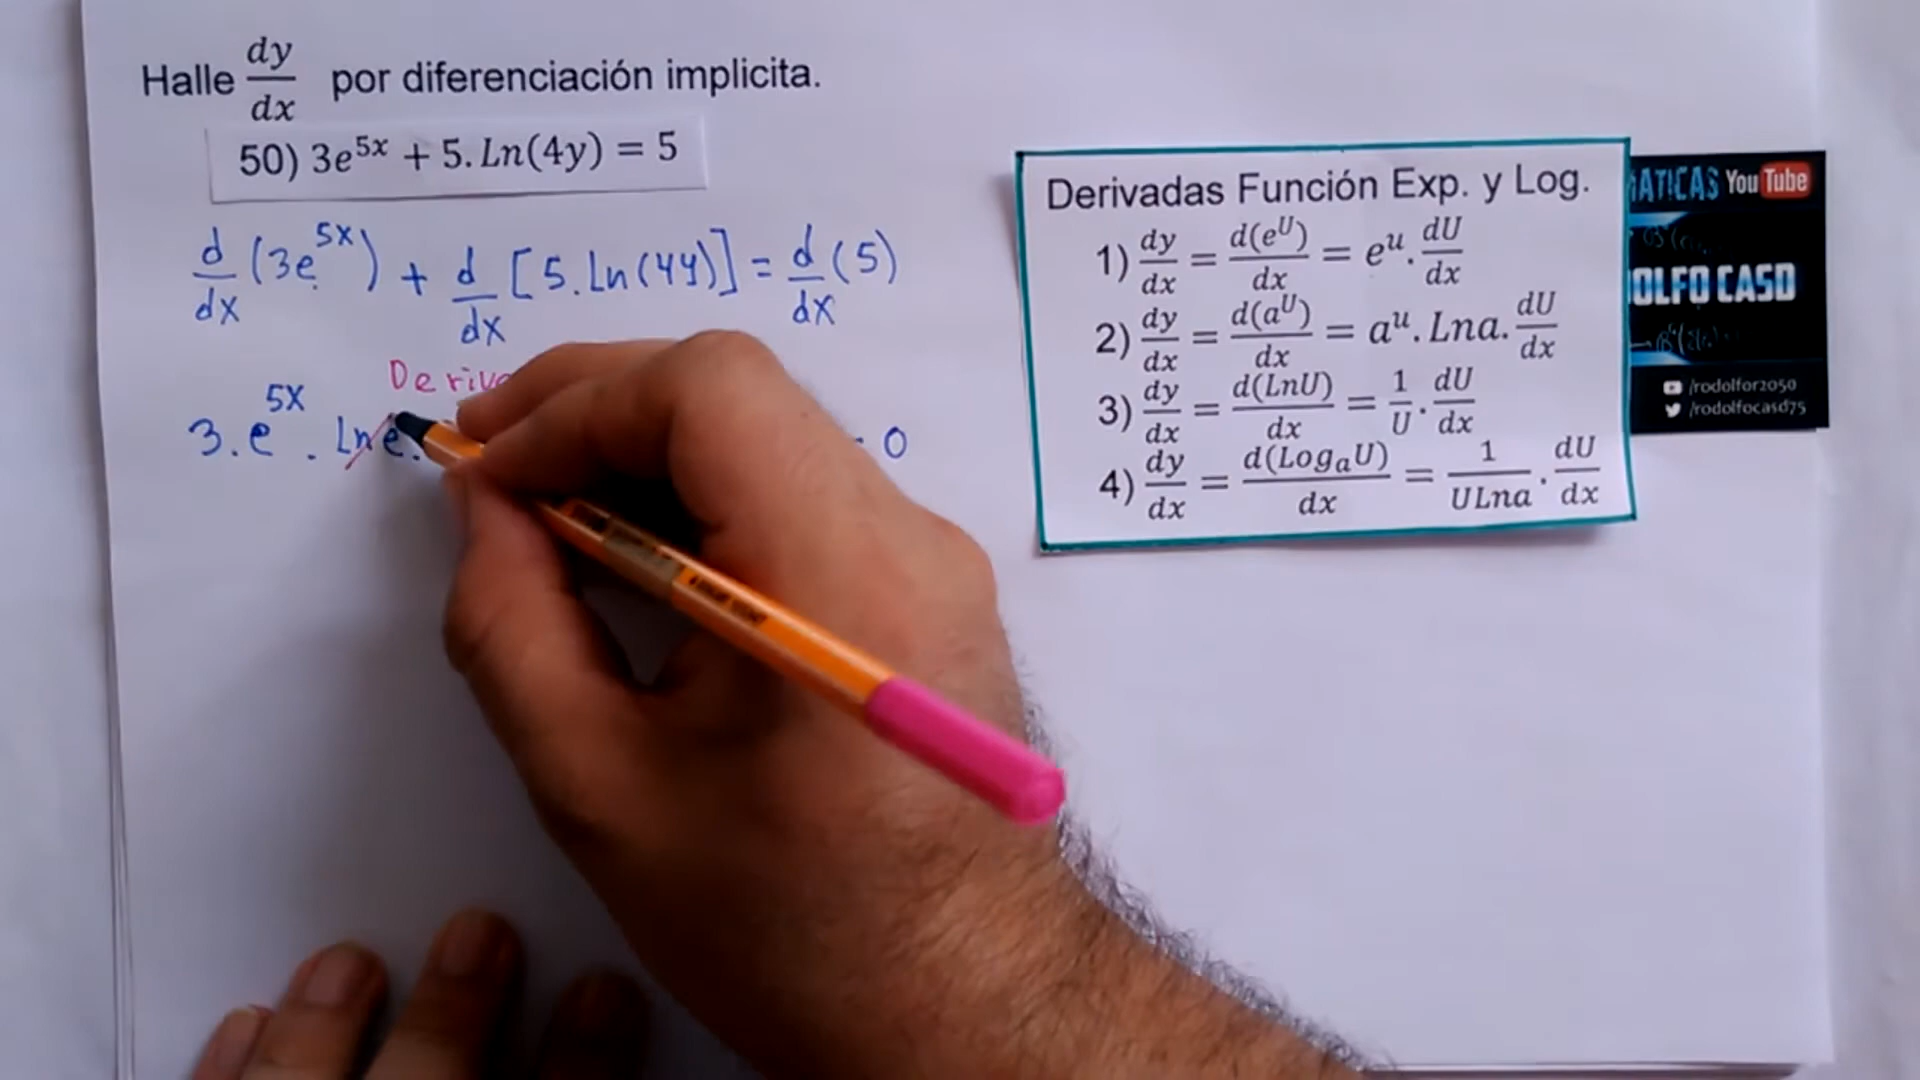 Halle dy/dx por diferenciación implicita.
50) 3e^{5x} + 5. Ln(4y) = 5
d/dx (3e^{5x}) + d/dx [5. Ln(4y)] = d/dx (5)
3. e^{5x} . Ln e. = 0
Derivadas Función Exp. y Log.
1) dy/dx = d(e^U)/dx = e^u. dU/dx
2) dy/dx = d(a^U)/dx = a^u. Lna. dU/dx
3) dy/dx = d(LnU)/dx = 1/U . dU/dx
4) dy/dx = d(Log_a U)/dx = 1/ULna . dU/dx
YouTube
CASD
/rodolfor2050
/rodolfocasd75